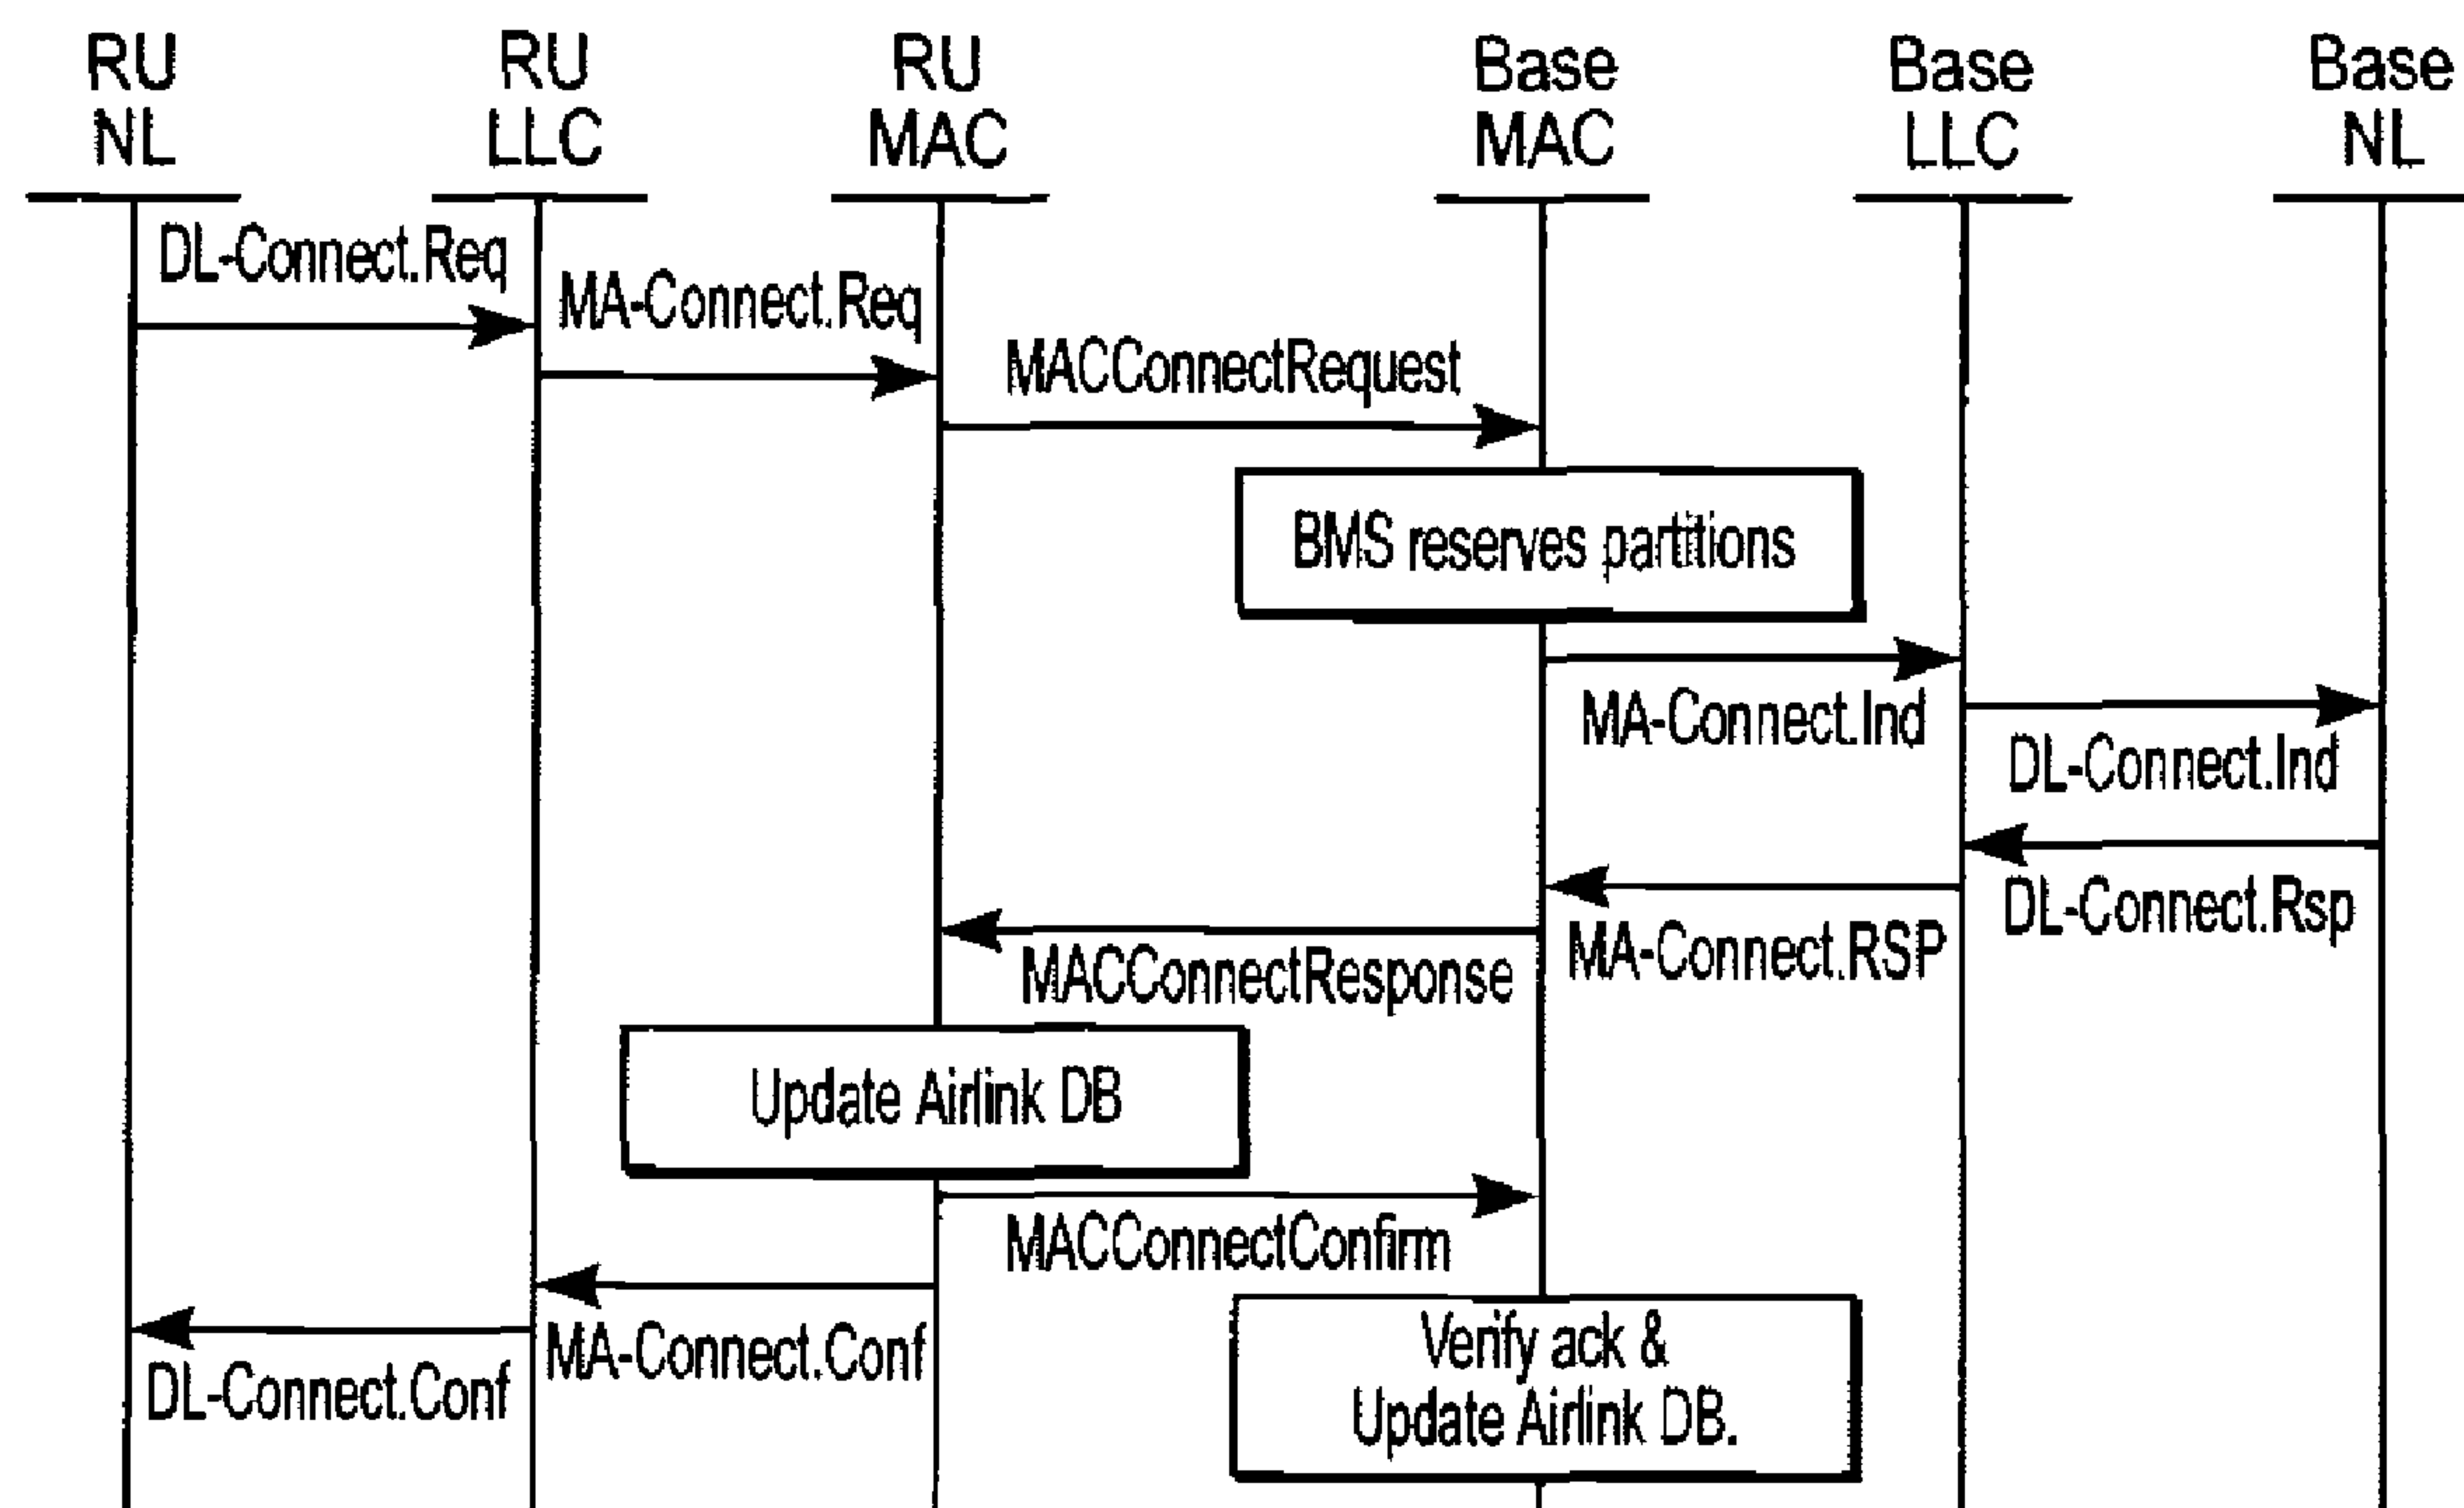 RU
NL
RU
LLC
RU
MAC
Base
MAC
Base
LLC
Base
NL
DL-Connect.Req
MA-Connect.Req
MACConnectRequest
BMS reserves partitions
MA-Connect.Ind
DL-Connect.Ind
DL-Connect.Rsp
MA-Connect.RSP
MACConnectResponse
Update Airlink DB
MACConnectConfirm
MA-Connect.Conf
DL-Connect.Conf
Verify ack &
Update Airlink DB.